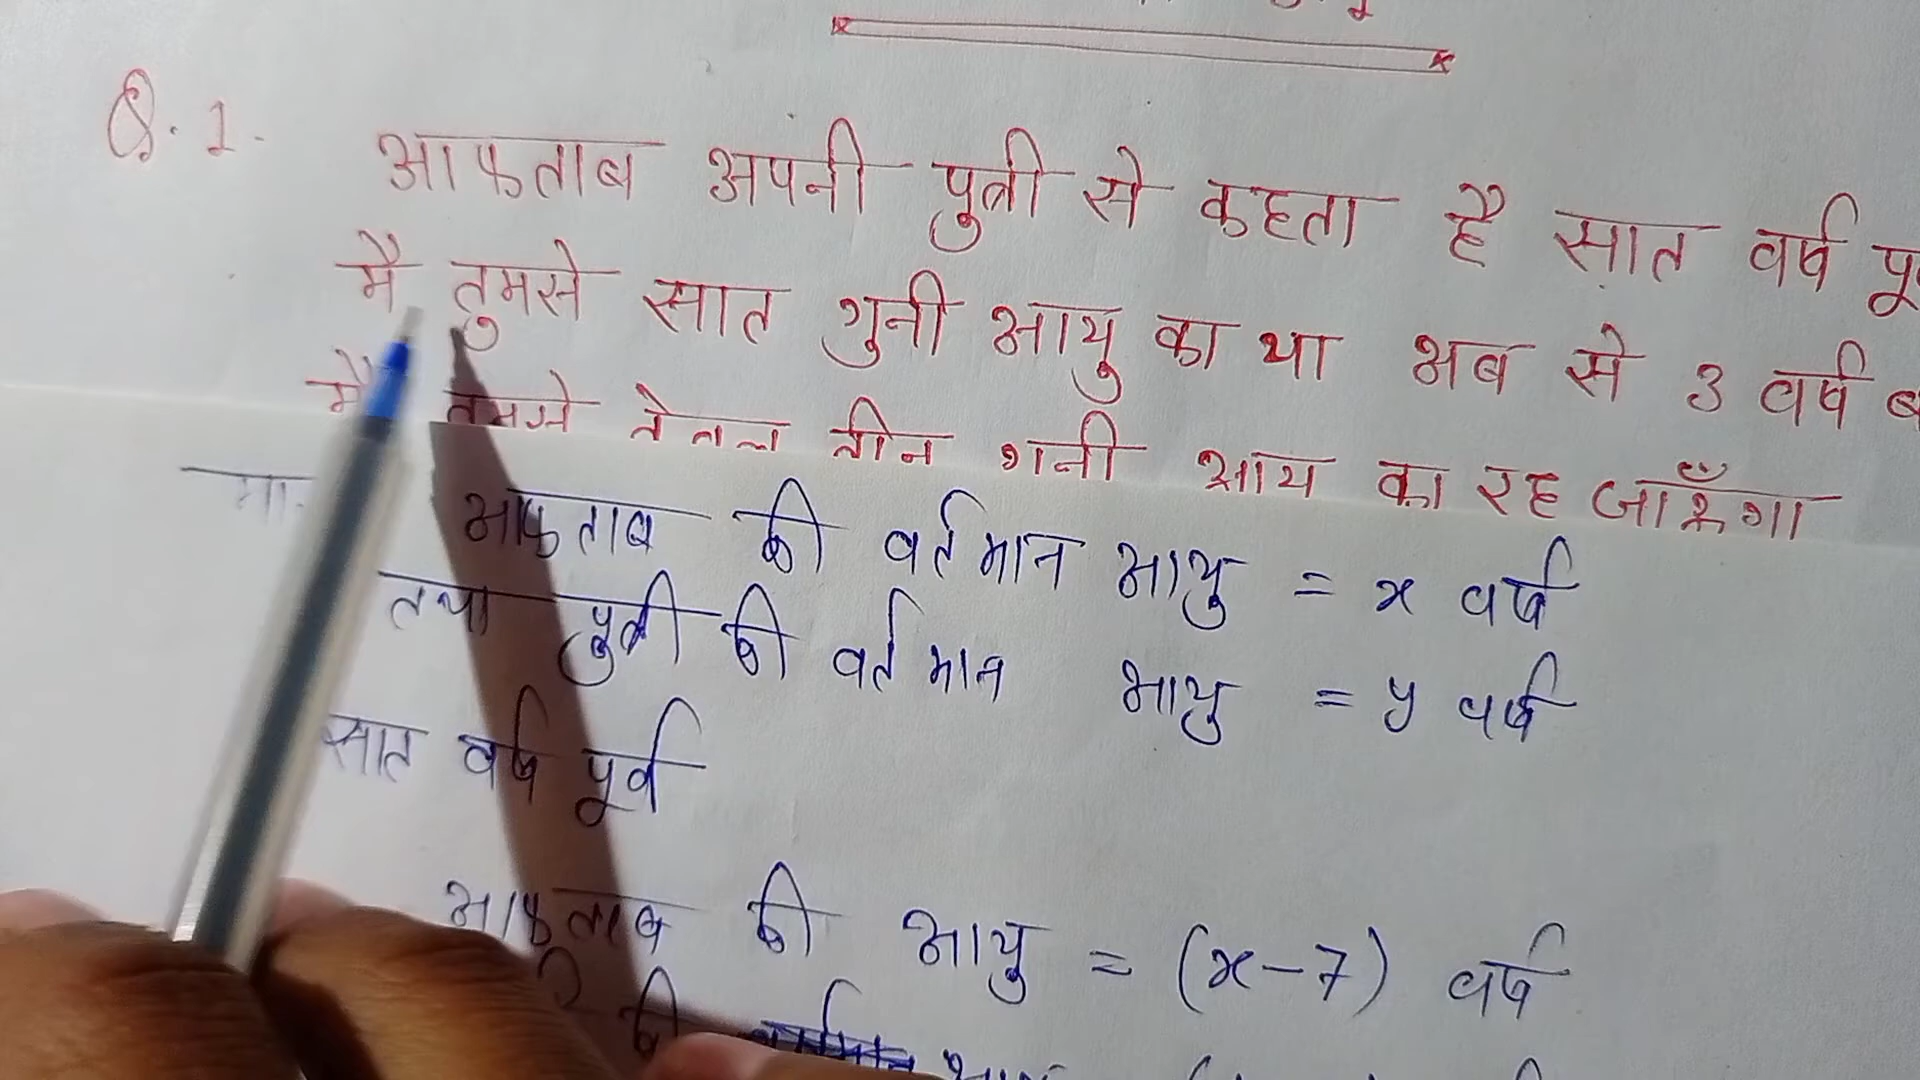 Q. 1. आफताब अपनी पुत्री से कहता है सात वर्ष
मै तुमसे सात गुनी आयु का था अब से 3 वर्ष
तीन गुनी आयु का रह जाऊँगा
आफताब की वर्तमान आयु = x वर्ष
तथा पुत्री की वर्तमान आयु = y वर्ष
सात वर्ष पूर्व
आफताब की आयु = (x-7) वर्ष
की